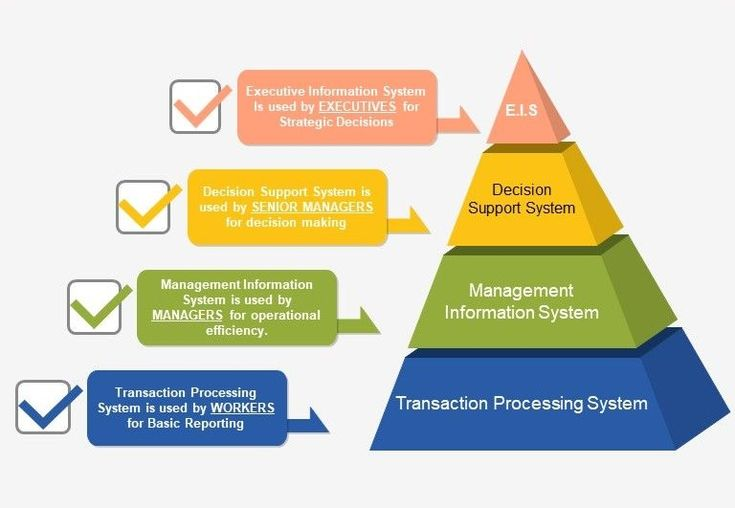 Executive Information System
Is used by EXECUTIVES for
Strategic Decisions
E.I.S
Decision Support System is
used by SENIOR MANAGERS
for decision making
Decision
Support System
Management Information
System is used by
MANAGERS for operational
efficiency.
Management
Information System
Transaction Processing
System is used by WORKERS
for Basic Reporting
Transaction Processing System